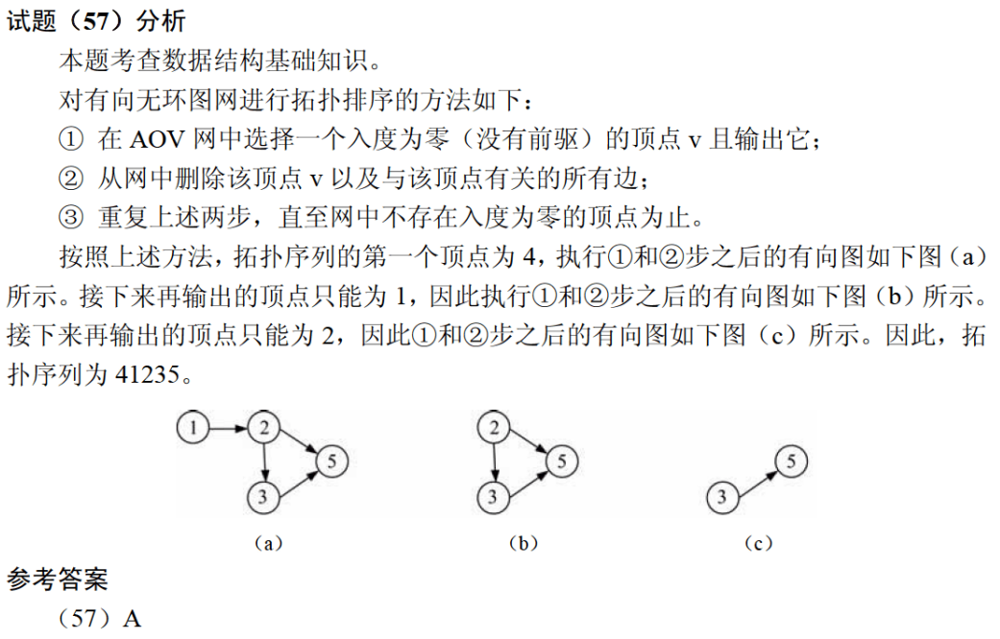 试题（57）分析
本题考查数据结构基础知识。
对有向无环图网进行拓扑排序的方法如下：
① 在 AOV 网中选择一个入度为零（没有前驱）的顶点 v 且输出它；
② 从网中删除该顶点 v 以及与该顶点有关的所有边；
③ 重复上述两步，直至网中不存在入度为零的顶点为止。
按照上述方法，拓扑序列的第一个顶点为 4，执行①和②步之后的有向图如下图（a）
所示。接下来再输出的顶点只能为 1，因此执行①和②步之后的有向图如下图（b）所示。
接下来再输出的顶点只能为 2，因此①和②步之后的有向图如下图（c）所示。因此，拓
扑序列为 41235。
1 2 5 3
2 5 3
5 3
（a） （b） （c）
参考答案
（57）A